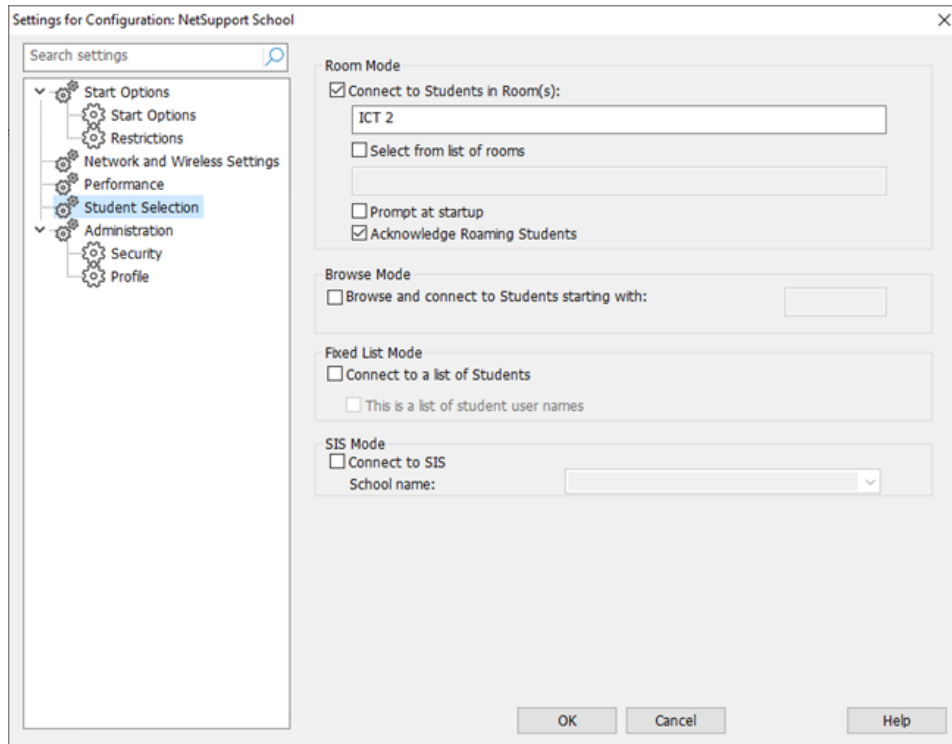 Settings for Configuration: NetSupport School
Search settings
Start Options
Start Options
Restrictions
Network and Wireless Settings
Performance
Student Selection
Administration
Security
Profile
Room Mode
Connect to Students in Room(s):
ICT 2
Select from list of rooms
Prompt at startup
Acknowledge Roaming Students
Browse Mode
Browse and connect to Students starting with:
Fixed List Mode
Connect to a list of Students
This is a list of student user names
SIS Mode
Connect to SIS
School name:
OK Cancel Help